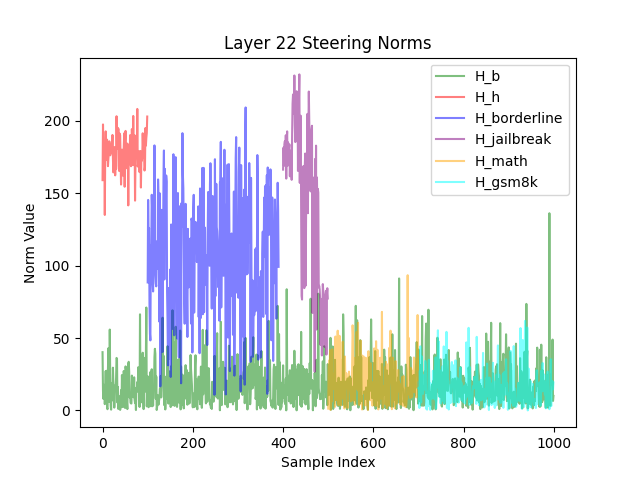 Layer 22 Steering Norms
H_b
H_h
H_borderline
H_jailbreak
H_math
H_gsm8k
Norm Value
200
150
100
50
0
0
200
400
600
800
1000
Sample Index